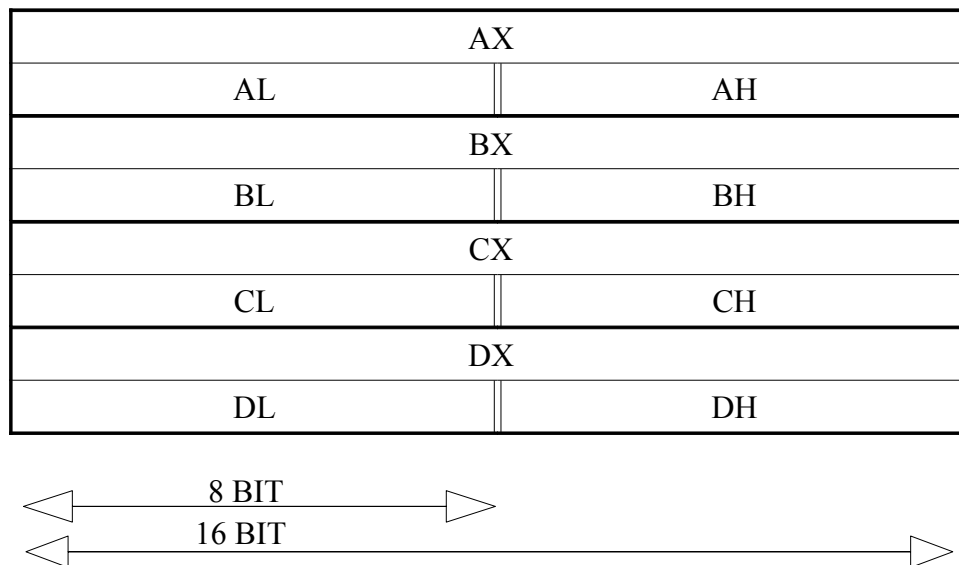 AX
AL AH
BX
BL BH
CX
CL CH
DX
DL DH
8 BIT
16 BIT